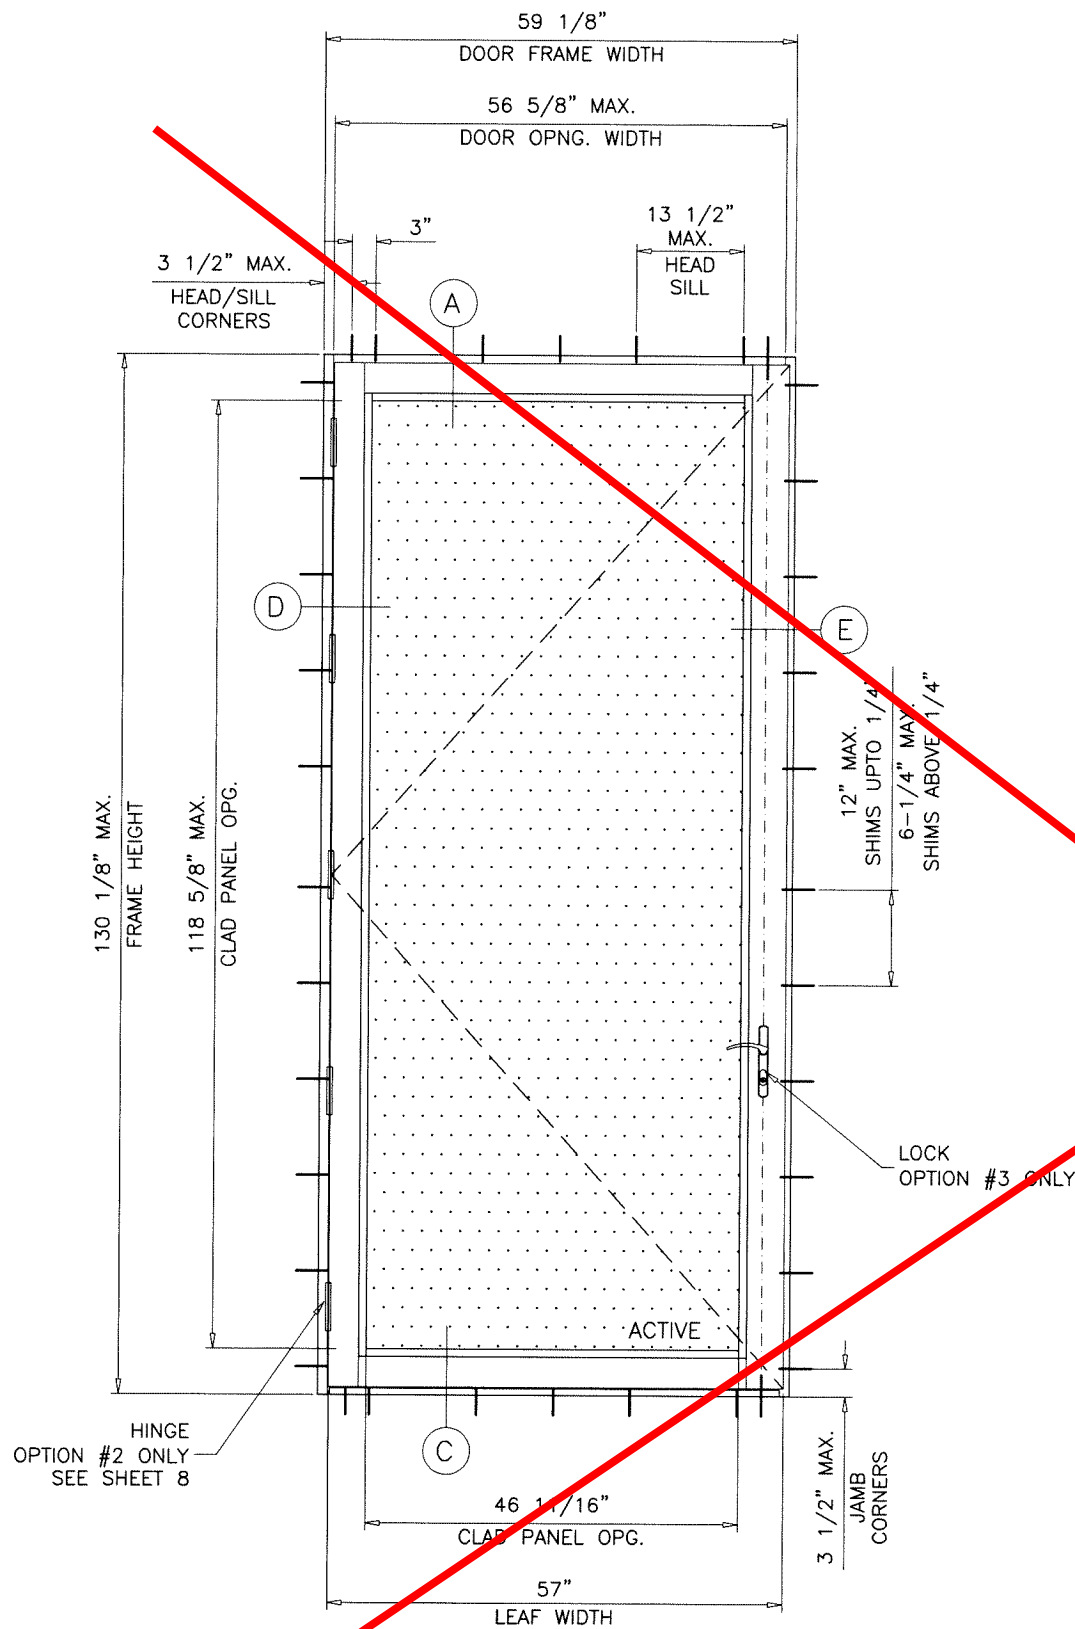 59 1/8"
DOOR FRAME WIDTH
56 5/8" MAX.
DOOR OPNG. WIDTH
3"
13 1/2"
MAX.
HEAD
SILL
3 1/2" MAX.
HEAD/SILL
CORNERS
A
D
E
12" MAX.
SHIMS UPTO 1/4"
6-1/4" MAX.
SHIMS ABOVE 1/4"
130 1/8" MAX.
FRAME HEIGHT
118 5/8" MAX.
CLAD PANEL OPG.
LOCK
OPTION #3 ONLY
ACTIVE
HINGE
OPTION #2 ONLY
SEE SHEET 8
C
3 1/2" MAX.
JAMB
CORNERS
46 11/16"
CLAD PANEL OPG.
57"
LEAF WIDTH